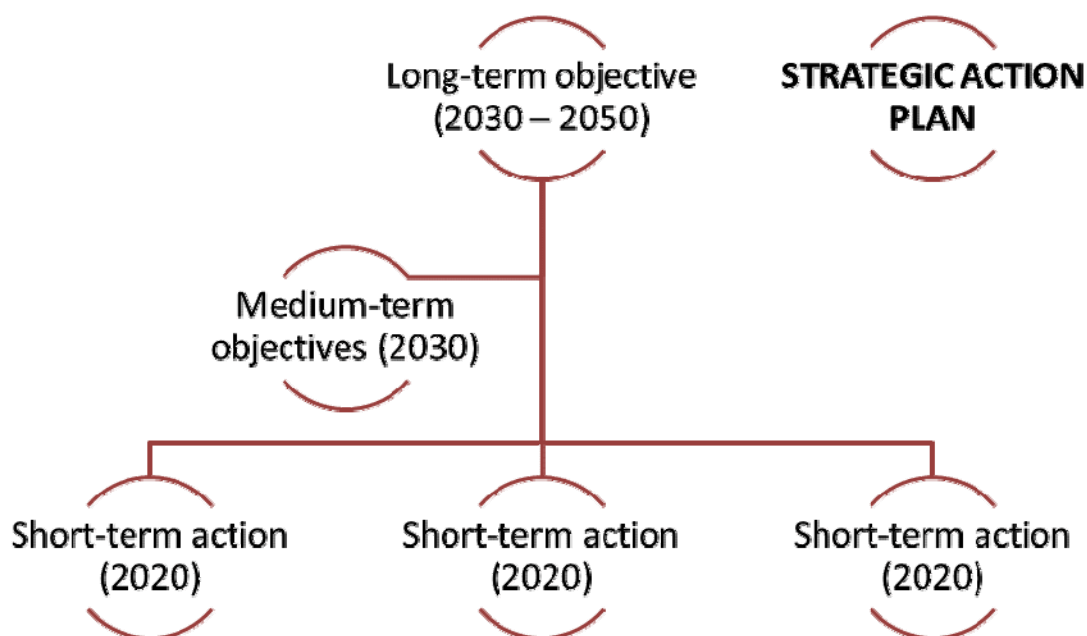 Long-term objective
(2030 – 2050)
STRATEGIC ACTION
PLAN
Medium-term
objectives (2030)
Short-term action
(2020)
Short-term action
(2020)
Short-term action
(2020)